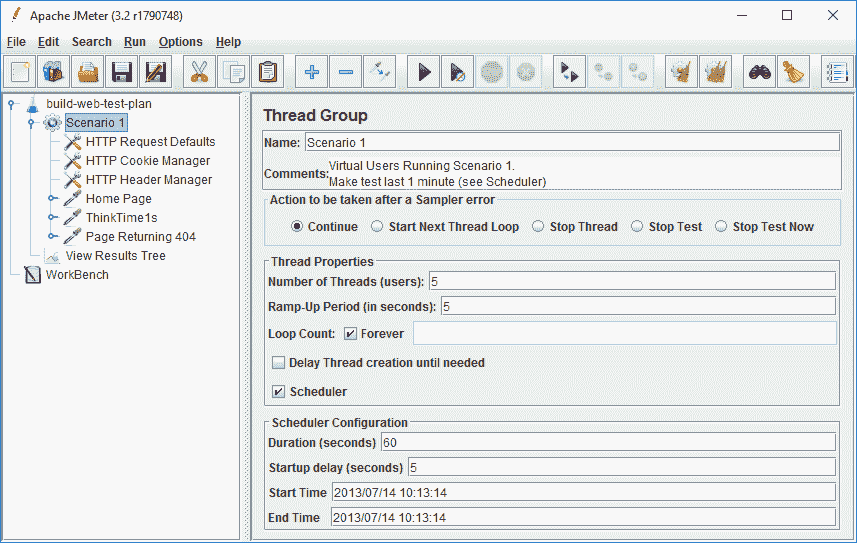 Apache JMeter (3.2 r1790748)
File Edit Search Run Options Help
build-web-test-plan
Scenario 1
HTTP Request Defaults
HTTP Cookie Manager
HTTP Header Manager
Home Page
ThinkTime1s
Page Returning 404
View Results Tree
WorkBench
Thread Group
Name: Scenario 1
Comments: Virtual Users Running Scenario 1.
Make test last 1 minute (see Scheduler)
Action to be taken after a Sampler error
Continue Start Next Thread Loop Stop Thread Stop Test Stop Test Now
Thread Properties
Number of Threads (users): 5
Ramp-Up Period (in seconds): 5
Loop Count: Forever
Delay Thread creation until needed
Scheduler
Scheduler Configuration
Duration (seconds) 60
Startup delay (seconds) 5
Start Time 2013/07/14 10:13:14
End Time 2013/07/14 10:13:14